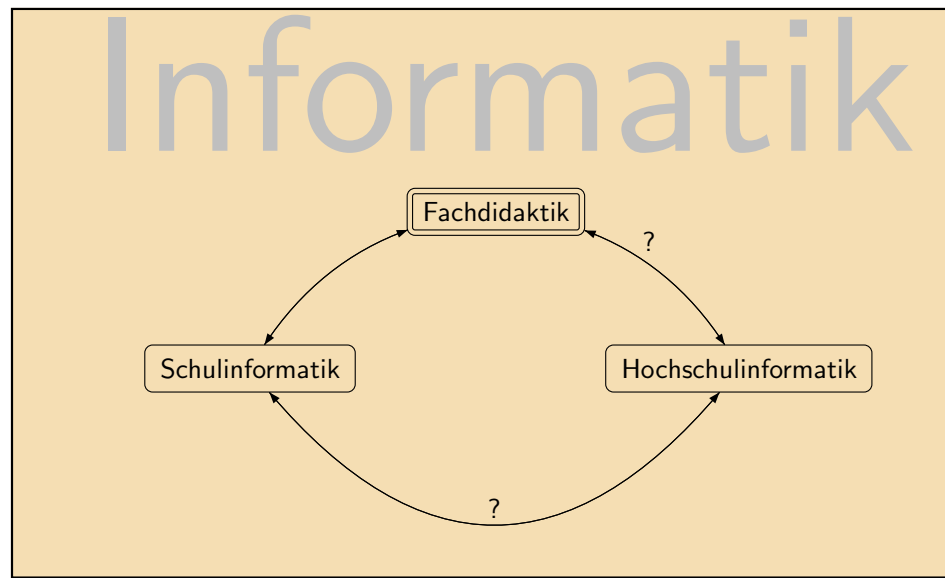 Informatik
Fachdidaktik
?
Schulinformatik
Hochschulinformatik
?